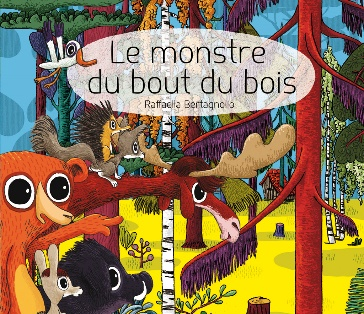 Le monstre
du bout du bois
Raffaella Bertagnolio